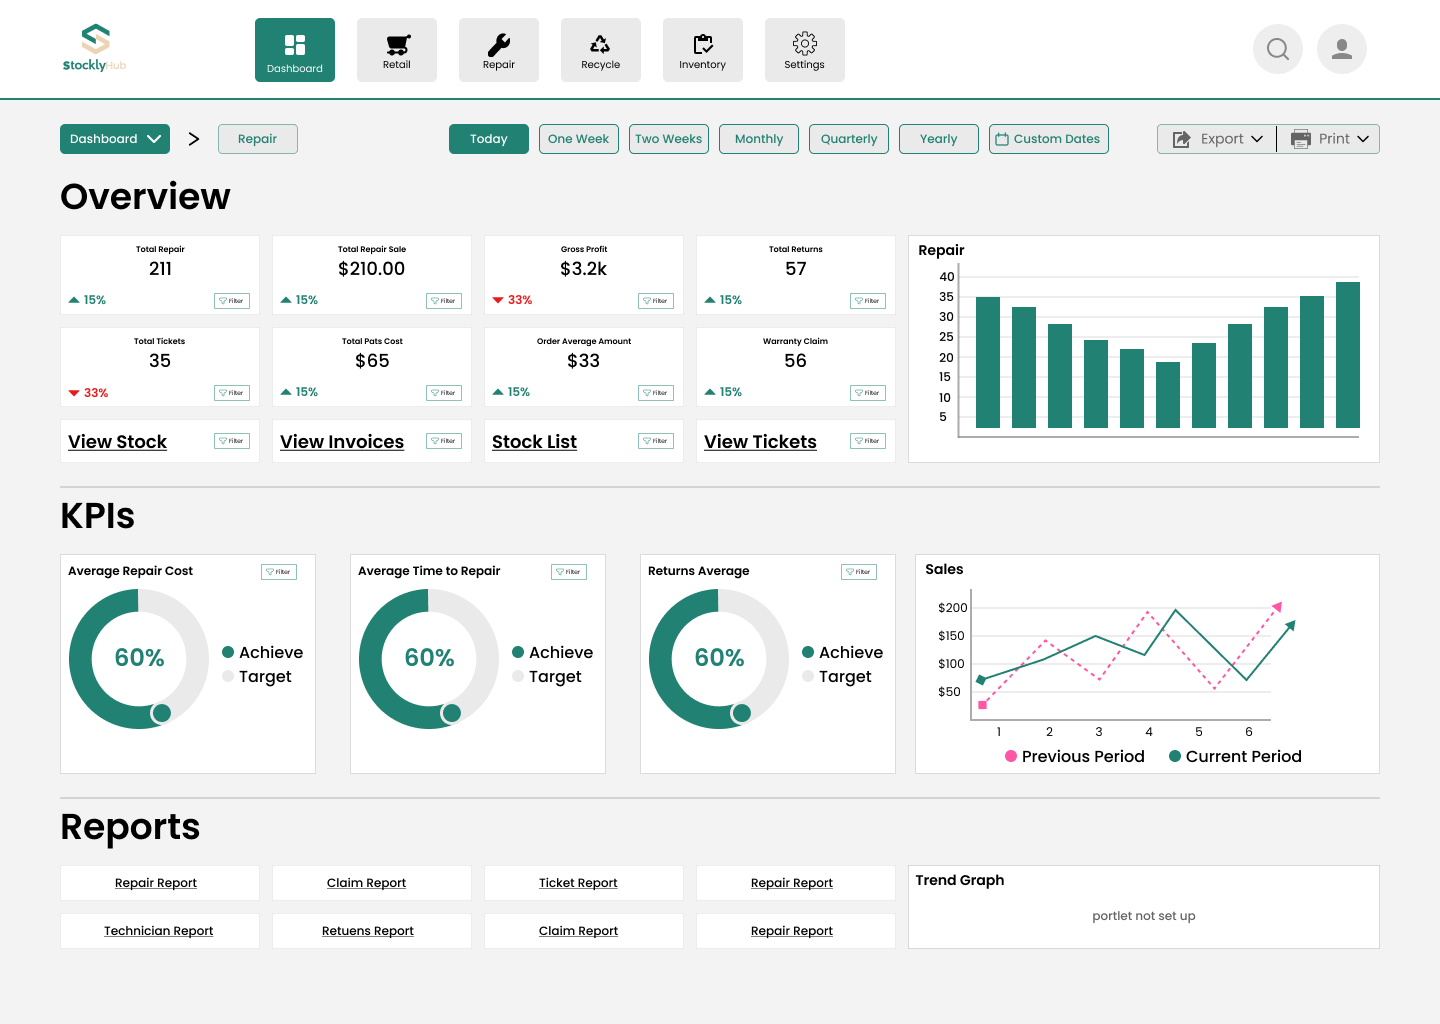 StocklyHub
Dashboard
Retail
Repair
Recycle
Inventory
Settings
Dashboard
Repair
Today
One Week
Two Weeks
Monthly
Quarterly
Yearly
Custom Dates
Export
Print
Overview
Total Repair
211
15%
Filter
Total Repair Sale
$210.00
15%
Filter
Gross Profit
$3.2k
33%
Filter
Total Returns
57
15%
Filter
Total Tickets
35
33%
Filter
Total Pats Cost
$65
15%
Filter
Order Average Amount
$33
15%
Filter
Warranty Claim
56
15%
Filter
View Stock
Filter
View Invoices
Filter
Stock List
Filter
View Tickets
Filter
Repair
40
35
30
25
20
15
10
5
KPIs
Average Repair Cost
Filter
60%
Achieve
Target
Average Time to Repair
Filter
60%
Achieve
Target
Returns Average
Filter
60%
Achieve
Target
Sales
$200
$150
$100
$50
1 2 3 4 5 6
Previous Period
Current Period
Reports
Repair Report
Claim Report
Ticket Report
Repair Report
Technician Report
Retuens Report
Claim Report
Repair Report
Trend Graph
portlet not set up